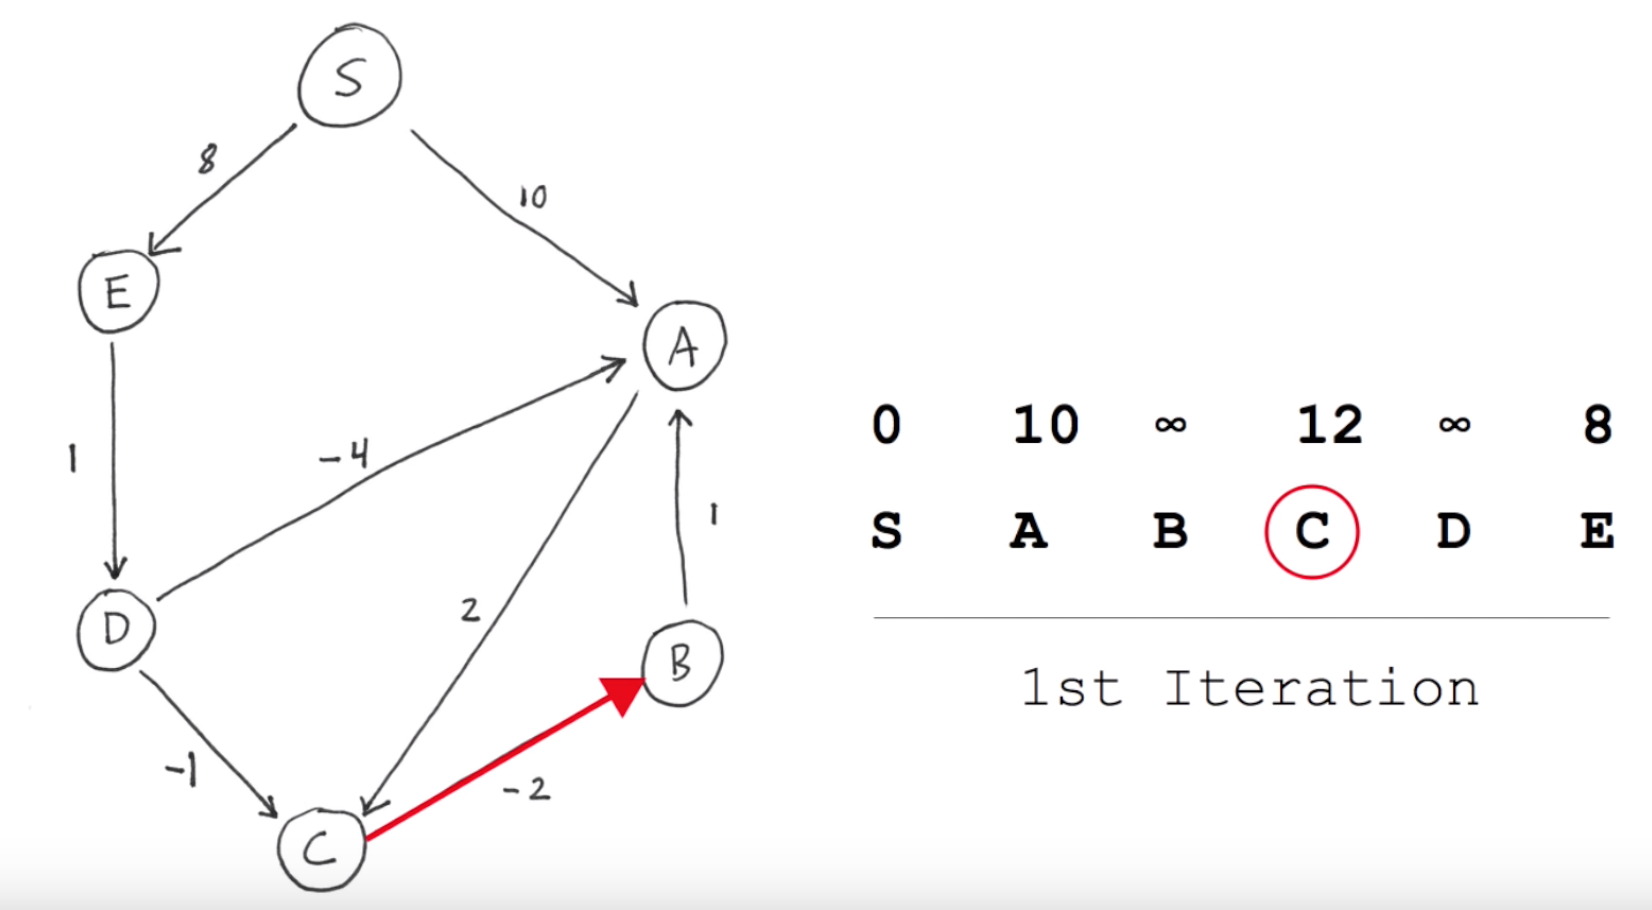 S
8
10
E
A
-4
1
1
2
D
B
-1
-2
C
0 10 ∞ 12 ∞ 8
S A B C D E
1st Iteration